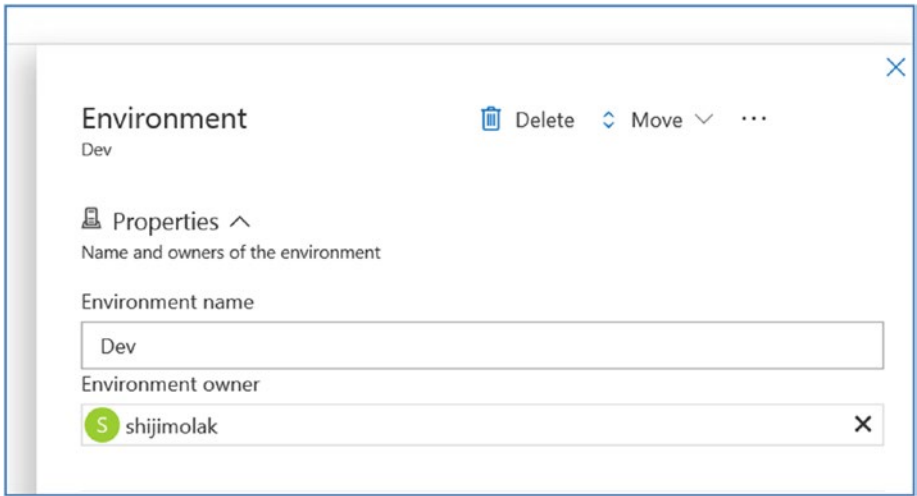 Environment
Delete Move ...
Dev
Properties
Name and owners of the environment
Environment name
Dev
Environment owner
S shijimolak